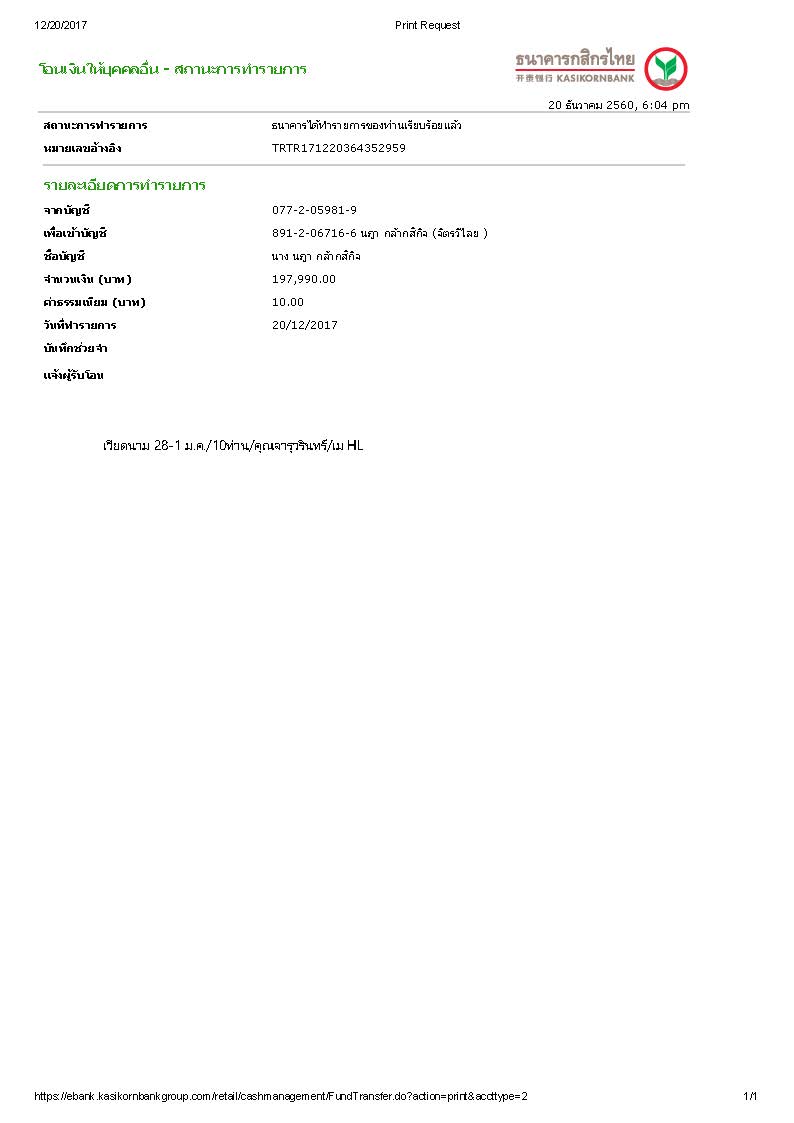 12/20/2017 Print Request
โอนเงินให้บุคคลอื่น - สถานะการทำรายการ
ธนาคารกสิกรไทย
开泰银行 KASIKORNBANK
20 ธันวาคม 2560, 6:04 pm
สถานะการทำรายการ ธนาคารได้ทำรายการของท่านเรียบร้อยแล้ว
หมายเลขอ้างอิง TRTR171220364352959
รายละเอียดการทำรายการ
จากบัญชี 077-2-05981-9
เพื่อเข้าบัญชี 891-2-06716-6 นฎา กล้ากสิกิจ (ฉัตรวิไลย )
ชื่อบัญชี นาง นฎา กล้ากสิกิจ
จำนวนเงิน (บาท) 197,990.00
ค่าธรรมเนียม (บาท) 10.00
วันที่ทำรายการ 20/12/2017
บันทึกช่วยจำ
แจ้งผู้รับโอน
เวียดนาม 28-1 ม.ค./10ท่าน/คุณจารุวรินทร์/เม HL
https://ebank.kasikornbankgroup.com/retail/cashmanagement/FundTransfer.do?action=print&accttype=2 1/1